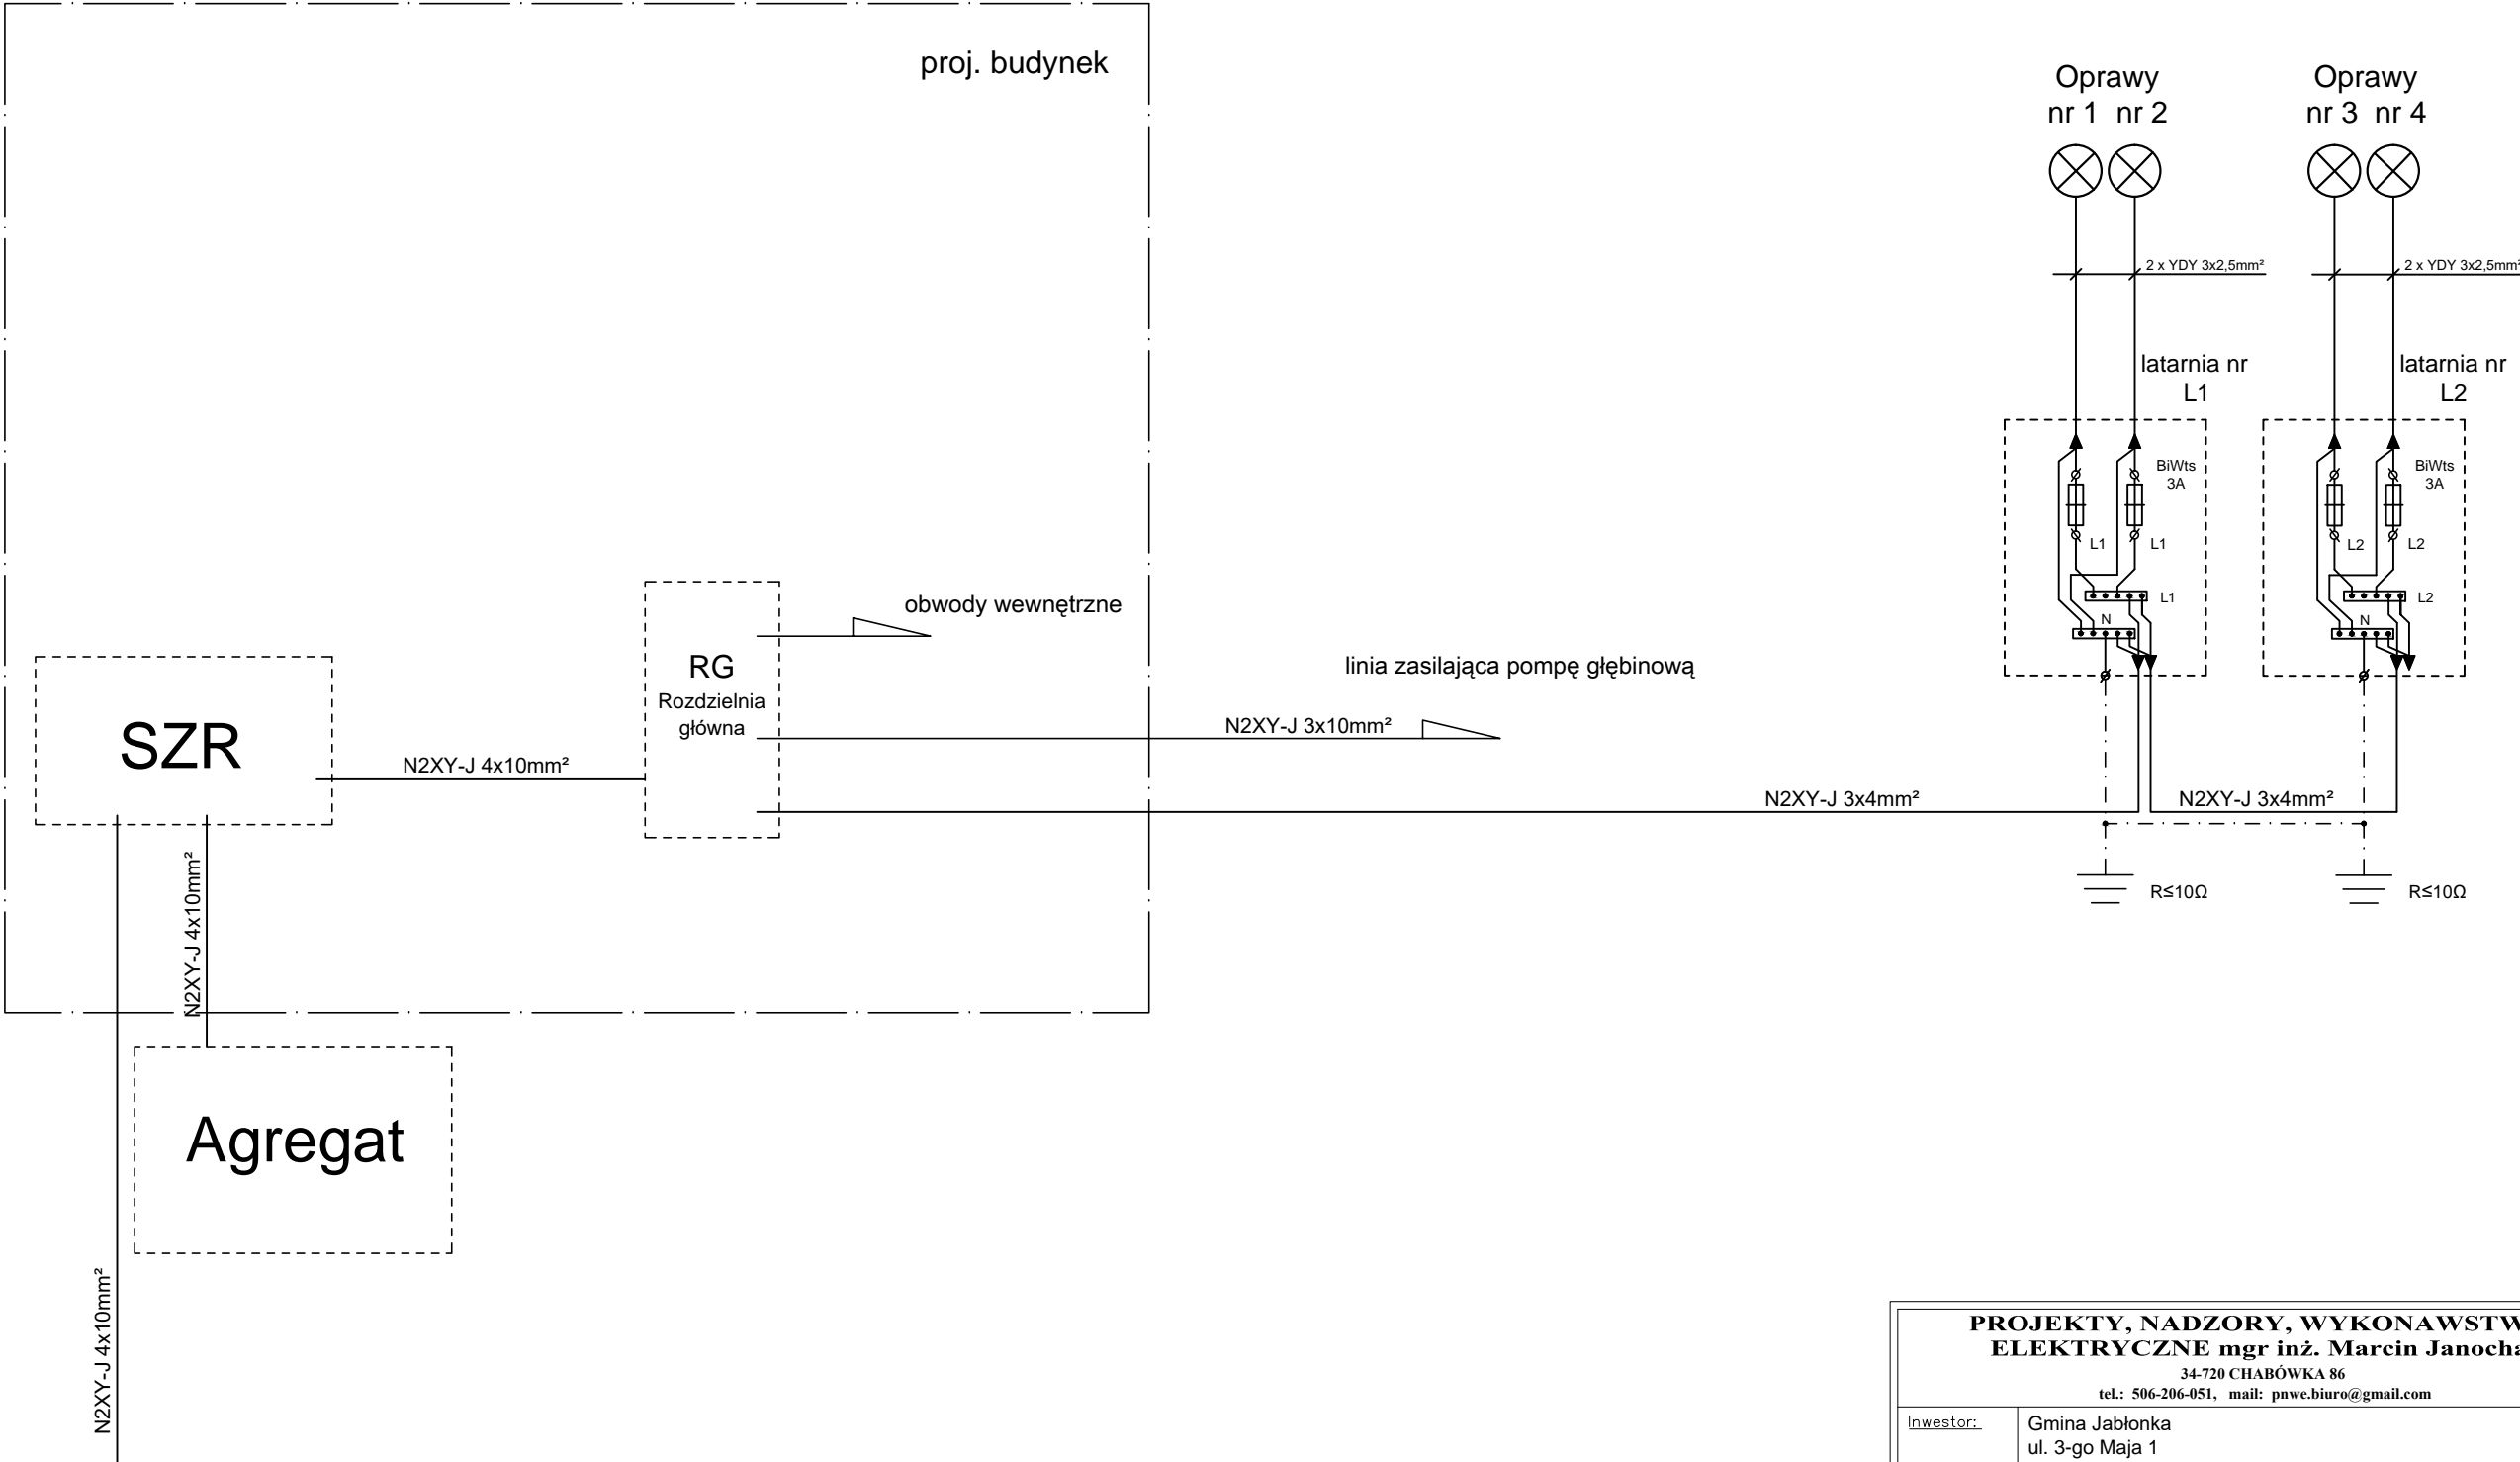 proj. budynek
Oprawy
nr 1 nr 2
Oprawy
nr 3 nr 4
2 x YDY 3x2,5mm²
2 x YDY 3x2,5mm²
latarnia nr
L1
latarnia nr
L2
BiWts
3A
BiWts
3A
L1
L1
L2
L2
L1
L2
N
N
obwody wewnętrzne
RG
Rozdzielnia
główna
linia zasilająca pompę głębinową
SZR
N2XY-J 3x10mm²
N2XY-J 4x10mm²
N2XY-J 3x4mm²
N2XY-J 3x4mm²
R≤10Ω
R≤10Ω
N2XY-J 4x10mm²
Agregat
N2XY-J 4x10mm²
PROJEKTY, NADZORY, WYKONAWSTW
ELEKTRYCZNE mgr inż. Marcin Janocha
34-720 CHABÓWKA 86
tel.: 506-206-051, mail: pnwe.biuro@gmail.com
Inwestor:
Gmina Jabłonka
ul. 3-go Maja 1